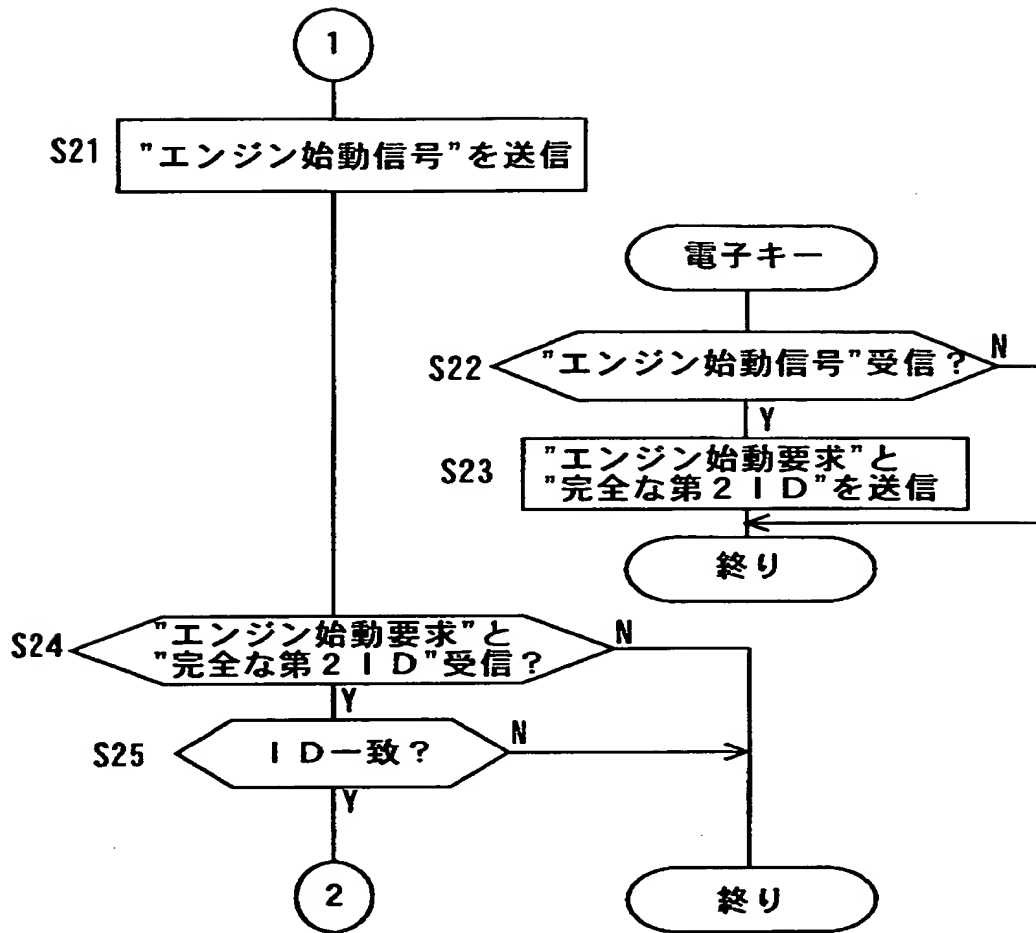 1
S21
”エンジン始動信号”を送信
電子キー
S22
”エンジン始動信号”受信？
N
Y
S23
”エンジン始動要求”と
”完全な第２ＩＤ”を送信
終り
S24
”エンジン始動要求”と
”完全な第２ＩＤ”受信？
N
Y
S25
ＩＤ一致？
N
Y
2
終り